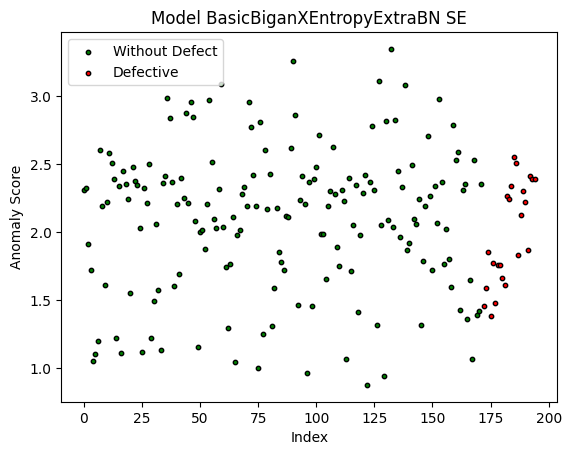 Model BasicBiganXEntropyExtraBN SE
Without Defect
Defective
Anomaly Score
3.0
2.5
2.0
1.5
1.0
0 25 50 75 100 125 150 175 200
Index